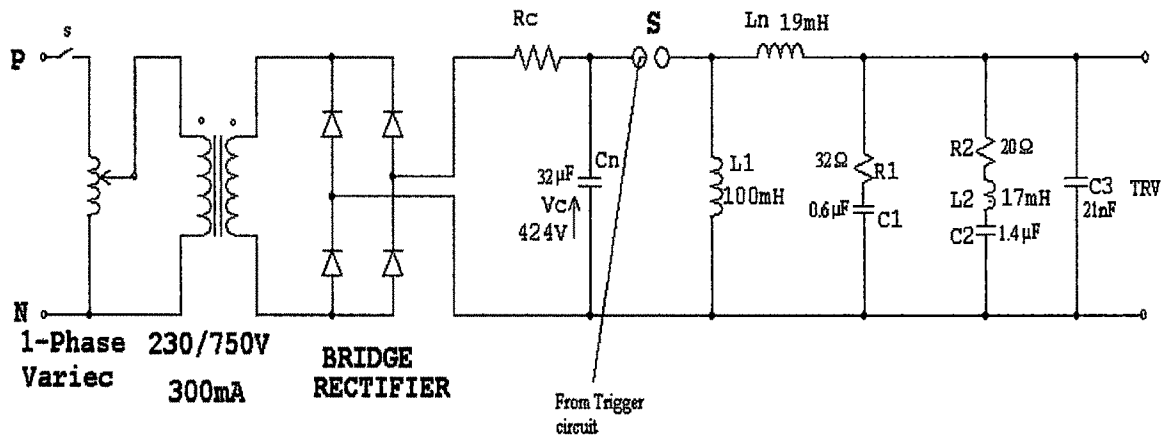 s
P
N
1-Phase
Variec
230/750V
300mA
BRIDGE
RECTIFIER
Rc
Cn
32µF
Vc
424V
S
From Trigger
circuit
Ln 19mH
L1
100mH
32Ω
R1
0.6µF
C1
R2 20Ω
L2 17mH
C2 1.4µF
C3
21nF
TRV